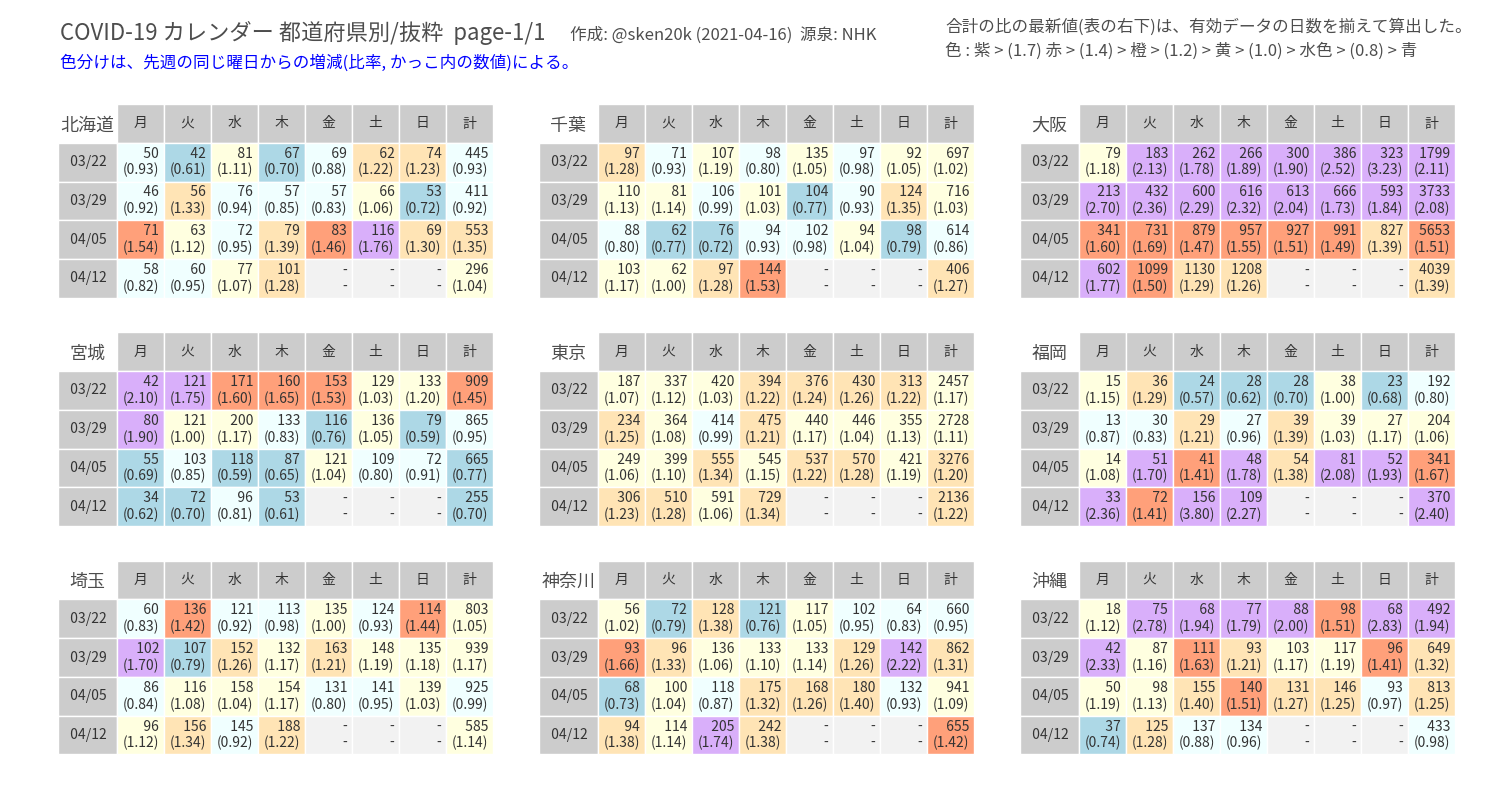 COVID-19 カレンダー 都道府県別/抜粋 page-1/1 作成: @sken20k (2021-04-16) 源泉: NHK
合計の比の最新値(表の右下)は、有効データの日数を揃えて算出した。
色分けは、先週の同じ曜日からの増減(比率, かっこ内の数値)による。
色 : 紫 > (1.7) 赤 > (1.4) > 橙 > (1.2) > 黄 > (1.0) > 水色 > (0.8) > 青
北海道 月 火 水 木 金 土 日 計
03/22 50 42 81 67 69 62 74 445
(0.93) (0.61) (1.11) (0.70) (0.88) (1.22) (1.23) (0.93)
03/29 46 56 76 57 57 66 53 411
(0.92) (1.33) (0.94) (0.85) (0.83) (1.06) (0.72) (0.92)
04/05 71 63 72 79 83 116 69 553
(1.54) (1.12) (0.95) (1.39) (1.46) (1.76) (1.30) (1.35)
04/12 58 60 77 101 - - - 296
(0.82) (0.95) (1.07) (1.28) - - - (1.04)
千葉 月 火 水 木 金 土 日 計
03/22 97 71 107 98 135 97 92 697
(1.28) (0.93) (1.19) (0.80) (1.05) (0.98) (1.05) (1.02)
03/29 110 81 106 101 104 90 124 716
(1.13) (1.14) (0.99) (1.03) (0.77) (0.93) (1.35) (1.03)
04/05 88 62 76 94 102 94 98 614
(0.80) (0.77) (0.72) (0.93) (0.98) (1.04) (0.79) (0.86)
04/12 103 62 97 144 - - - 406
(1.17) (1.00) (1.28) (1.53) - - - (1.27)
大阪 月 火 水 木 金 土 日 計
03/22 79 183 262 266 300 386 323 1799
(1.18) (2.13) (1.78) (1.89) (1.90) (2.52) (3.23) (2.11)
03/29 213 432 600 616 613 666 593 3733
(2.70) (2.36) (2.29) (2.32) (2.04) (1.73) (1.84) (2.08)
04/05 341 731 879 957 927 991 827 5653
(1.60) (1.69) (1.47) (1.55) (1.51) (1.49) (1.39) (1.51)
04/12 602 1099 1130 1208 - - - 4039
(1.77) (1.50) (1.29) (1.26) - - - (1.39)
宮城 月 火 水 木 金 土 日 計
03/22 42 121 171 160 153 129 133 909
(2.10) (1.75) (1.60) (1.65) (1.53) (1.03) (1.20) (1.45)
03/29 80 121 200 133 116 136 79 865
(1.90) (1.00) (1.17) (0.83) (0.76) (1.05) (0.59) (0.95)
04/05 55 103 118 87 121 109 72 665
(0.69) (0.85) (0.59) (0.65) (1.04) (0.80) (0.91) (0.77)
04/12 34 72 96 53 - - - 255
(0.62) (0.70) (0.81) (0.61) - - - (0.70)
東京 月 火 水 木 金 土 日 計
03/22 187 337 420 394 376 430 313 2457
(1.07) (1.12) (1.03) (1.22) (1.24) (1.26) (1.22) (1.17)
03/29 234 364 414 475 440 446 355 2728
(1.25) (1.08) (0.99) (1.21) (1.17) (1.04) (1.13) (1.11)
04/05 249 399 555 545 537 570 421 3276
(1.06) (1.10) (1.34) (1.15) (1.22) (1.28) (1.19) (1.20)
04/12 306 510 591 729 - - - 2136
(1.23) (1.28) (1.06) (1.34) - - - (1.22)
福岡 月 火 水 木 金 土 日 計
03/22 15 36 24 28 28 38 23 192
(1.15) (1.29) (0.57) (0.62) (0.70) (1.00) (0.68) (0.80)
03/29 13 30 29 27 39 39 27 204
(0.87) (0.83) (1.21) (0.96) (1.39) (1.03) (1.17) (1.06)
04/05 14 51 41 48 54 81 52 341
(1.08) (1.70) (1.41) (1.78) (1.38) (2.08) (1.93) (1.67)
04/12 33 72 156 109 - - - 370
(2.36) (1.41) (3.80) (2.27) - - - (2.40)
埼玉 月 火 水 木 金 土 日 計
03/22 60 136 121 113 135 124 114 803
(0.83) (1.42) (0.92) (0.98) (1.00) (0.93) (1.44) (1.05)
03/29 102 107 152 132 163 148 135 939
(1.70) (0.79) (1.26) (1.17) (1.21) (1.19) (1.18) (1.17)
04/05 86 116 158 154 131 141 139 925
(0.84) (1.08) (1.04) (1.17) (0.80) (0.95) (1.03) (0.99)
04/12 96 156 145 188 - - - 585
(1.12) (1.34) (0.92) (1.22) - - - (1.14)
神奈川 月 火 水 木 金 土 日 計
03/22 56 72 128 121 117 102 64 660
(1.02) (0.79) (1.38) (0.76) (1.05) (0.95) (0.83) (0.95)
03/29 93 96 136 133 133 129 142 862
(1.66) (1.33) (1.06) (1.10) (1.14) (1.26) (2.22) (1.31)
04/05 68 100 118 175 168 180 132 941
(0.73) (1.04) (0.87) (1.32) (1.26) (1.40) (0.93) (1.09)
04/12 94 114 205 242 - - - 655
(1.38) (1.14) (1.74) (1.38) - - - (1.42)
沖縄 月 火 水 木 金 土 日 計
03/22 18 75 68 77 88 98 68 492
(1.12) (2.78) (1.94) (1.79) (2.00) (1.51) (2.83) (1.94)
03/29 42 87 111 93 103 117 96 649
(2.33) (1.16) (1.63) (1.21) (1.17) (1.19) (1.41) (1.32)
04/05 50 98 155 140 131 146 93 813
(1.19) (1.13) (1.40) (1.51) (1.27) (1.25) (0.97) (1.25)
04/12 37 125 137 134 - - - 433
(0.74) (1.28) (0.88) (0.96) - - - (0.98)